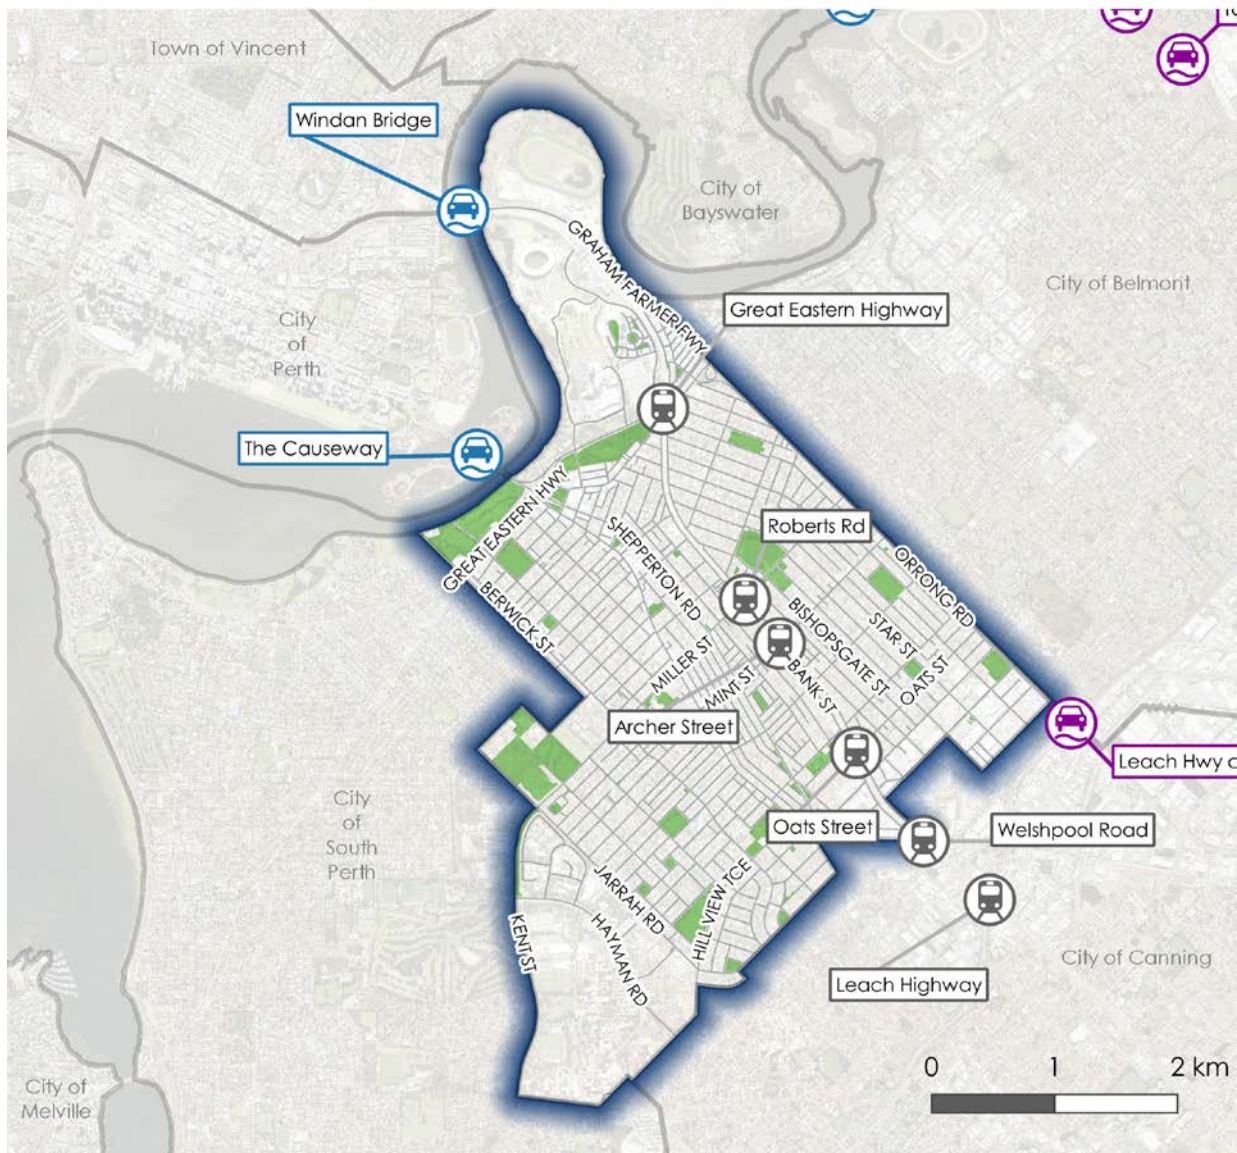 Town of Vincent
Windan Bridge
City of
Bayswater
City of Belmont
GRAHAM FARMER FWY
Great Eastern Highway
City
of
Perth
The Causeway
GREAT EASTERN HWY
SHEPPERTON RD
Roberts Rd
ORRONG RD
BERWICK ST
BISHOPSGATE ST
STAR ST
OATS ST
MILLER ST
MINT ST
BANK ST
Archer Street
Leach Hwy
City
of
South
Perth
Oats Street
Welshpool Road
JARRAH RD
HILL VIEW TCE
KENT ST
HAYMAN RD
Leach Highway
City of Canning
0 1 2 km
City of
Melville